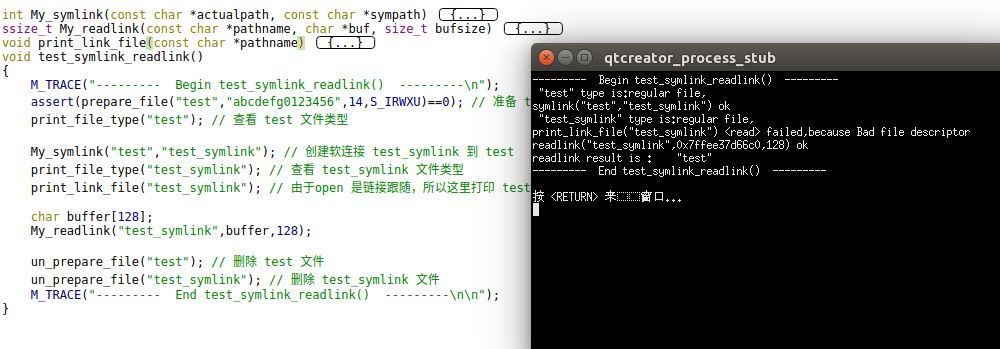 int My_symlink(const char *actualpath, const char *sympath) {...}
ssize_t My_readlink(const char *pathname, char *buf, size_t bufsize) {...}
void print_link_file(const char *pathname) {...}
void test_symlink_readlink()
{
M_TRACE("---------  Begin test_symlink_readlink()  ---------\n");
assert(prepare_file("test","abcdefg0123456",14,S_IRWXU)==0); // 准备 t
print_file_type("test"); // 查看 test 文件类型
My_symlink("test","test_symlink"); // 创建软连接 test_symlink 到 test
print_file_type("test_symlink"); // 查看 test_symlink 文件类型
print_link_file("test_symlink"); // 由于open 是链接跟随，所以这里打印 test
char buffer[128];
My_readlink("test_symlink",buffer,128);
un_prepare_file("test"); // 删除 test 文件
un_prepare_file("test_symlink"); // 删除 test_symlink 文件
M_TRACE("---------  End test_symlink_readlink()  ---------\n\n");
}
qtcreator_process_stub
---------  Begin test_symlink_readlink()  ---------
"test" type is:regular file,
symlink("test","test_symlink") ok
"test_symlink" type is:regular file,
print_link_file("test_symlink") <read> failed,because Bad file descriptor
readlink("test_symlink",0x7ffee37d66c0,128) ok
readlink result is :    "test"
---------  End test_symlink_readlink()  ---------
按 <RETURN> 来窗口...